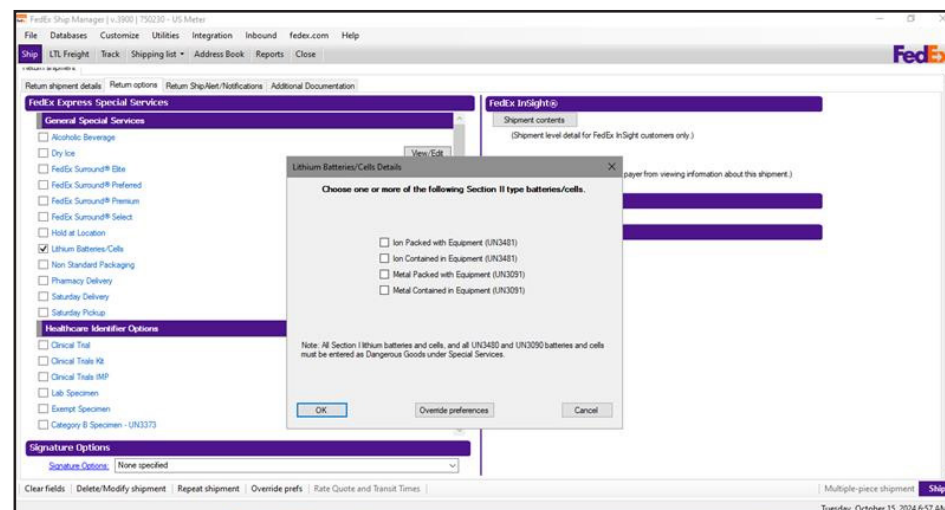 FedEx Ship Manager | v.3900 | 750230 - US Meter
File Databases Customize Utilities Integration Inbound fedex.com Help
Ship LTL Freight Track Shipping list Address Book Reports Close
FedEx
Return shipment
Return shipment details Return options Return ShipAlert/Notifications Additional Documentation
FedEx Express Special Services
General Special Services
Alcoholic Beverage
Dry Ice View/Edit
FedEx Surround® Elite
FedEx Surround® Preferred
FedEx Surround® Premium
FedEx Surround® Select
Hold at Location
Lithium Batteries/Cells
Non Standard Packaging
Pharmacy Delivery
Saturday Delivery
Saturday Pickup
Healthcare Identifier Options
Clinical Trial
Clinical Trials Kit
Clinical Trials IMP
Lab Specimen
Exempt Specimen
Category B Specimen - UN3373
Signature Options
Signature Options: None specified
FedEx InSight®
Shipment contents
(Shipment level detail for FedEx InSight customers only.)
payer from viewing information about this shipment.)
Lithium Batteries/Cells Details
Choose one or more of the following Section II type batteries/cells.
Ion Packed with Equipment (UN3481)
Ion Contained in Equipment (UN3481)
Metal Packed with Equipment (UN3091)
Metal Contained in Equipment (UN3091)
Note: All Section I lithium batteries and cells, and all UN3480 and UN3090 batteries and cells
must be entered as Dangerous Goods under Special Services.
OK Override preferences Cancel
Clear fields Delete/Modify shipment Repeat shipment Override prefs Rate Quote and Transit Times Multiple-piece shipment Ship
Tuesday, October 15, 2024 6:57 AM